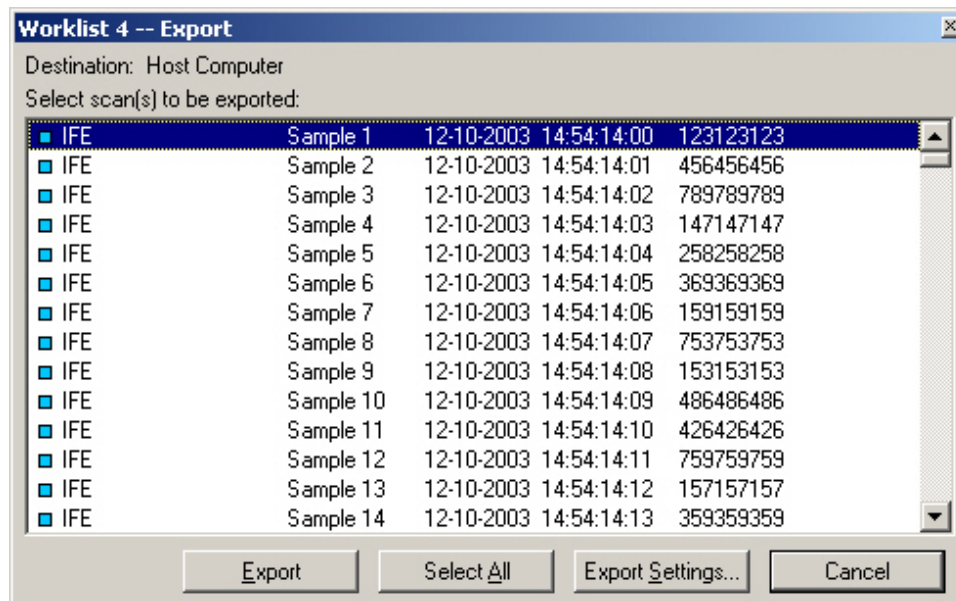 Worklist 4 -- Export
Destination: Host Computer
Select scan(s) to be exported:
IFE Sample 1 12-10-2003 14:54:14:00 123123123
IFE Sample 2 12-10-2003 14:54:14:01 456456456
IFE Sample 3 12-10-2003 14:54:14:02 789789789
IFE Sample 4 12-10-2003 14:54:14:03 147147147
IFE Sample 5 12-10-2003 14:54:14:04 258258258
IFE Sample 6 12-10-2003 14:54:14:05 369369369
IFE Sample 7 12-10-2003 14:54:14:06 159159159
IFE Sample 8 12-10-2003 14:54:14:07 753753753
IFE Sample 9 12-10-2003 14:54:14:08 153153153
IFE Sample 10 12-10-2003 14:54:14:09 486486486
IFE Sample 11 12-10-2003 14:54:14:10 426426426
IFE Sample 12 12-10-2003 14:54:14:11 759759759
IFE Sample 13 12-10-2003 14:54:14:12 157157157
IFE Sample 14 12-10-2003 14:54:14:13 359359359
Export Select All Export Settings... Cancel